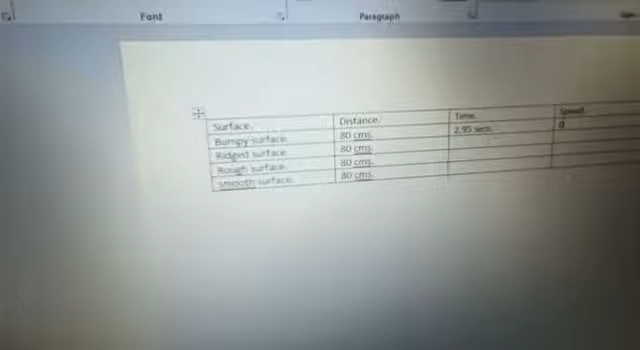 Font Paragraph
Surface. Distance. Time. Speed.
Bumpy surface. 80 cms. 2.95 secs. 0
Ridged surface. 80 cms.
Rough surface. 80 cms.
smooth surface. 80 cms.